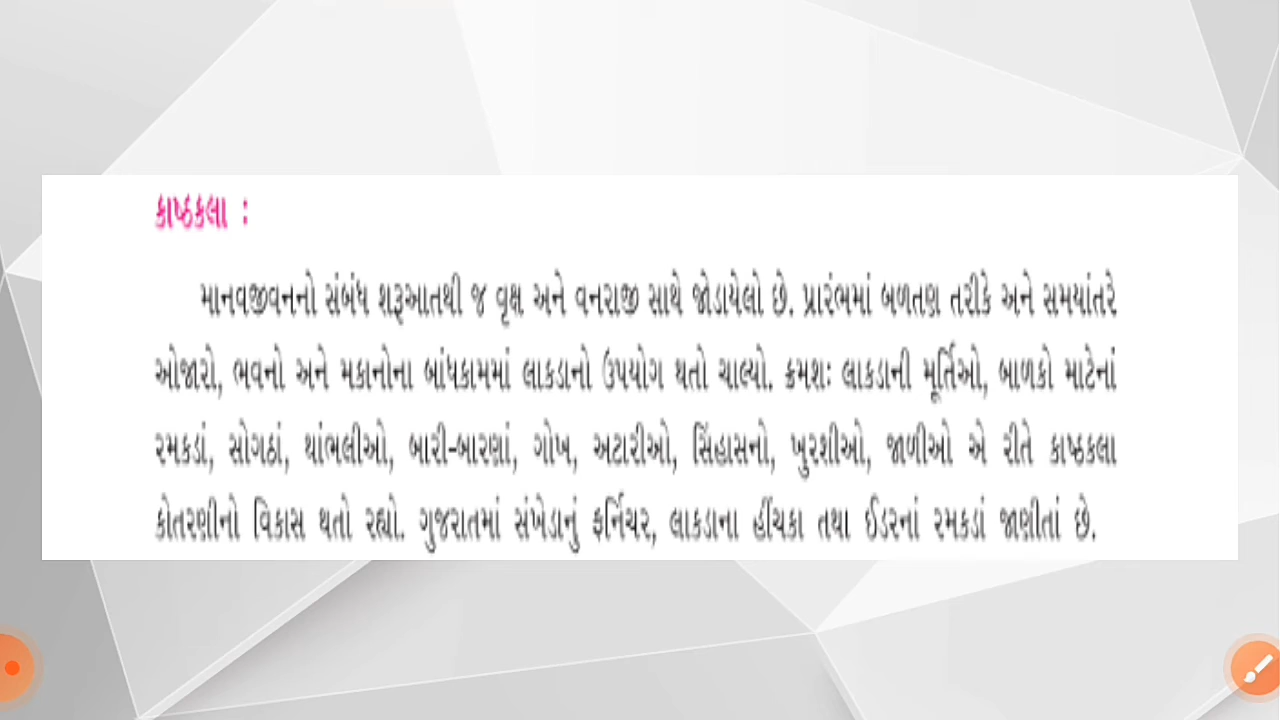 કાષ્ઠકલા :
માનવજીવનનો સંબંધ શરૂઆતથી જ વૃક્ષ અને વનરાજી સાથે જોડાયેલો છે. પ્રારંભમાં બળતણ તરીકે અને સમયાંતરે
ઓજારો, ભવનો અને મકાનોના બાંધકામમાં લાકડાનો ઉપયોગ થતો ચાલ્યો. ક્રમશઃ લાકડાની મૂર્તિઓ, બાળકો માટેનાં
રમકડાં, સોગઠાં, થાંભલીઓ, બારી-બારણાં, ગોખ, અટારીઓ, સિંહાસનો, ખુરશીઓ, જાળીઓ એ રીતે કાષ્ઠકલા
કોતરણીનો વિકાસ થતો રહ્યો. ગુજરાતમાં સંખેડાનું ફર્નિચર, લાકડાના હીંચકા તથા ઈડરનાં રમકડાં જાણીતાં છે.